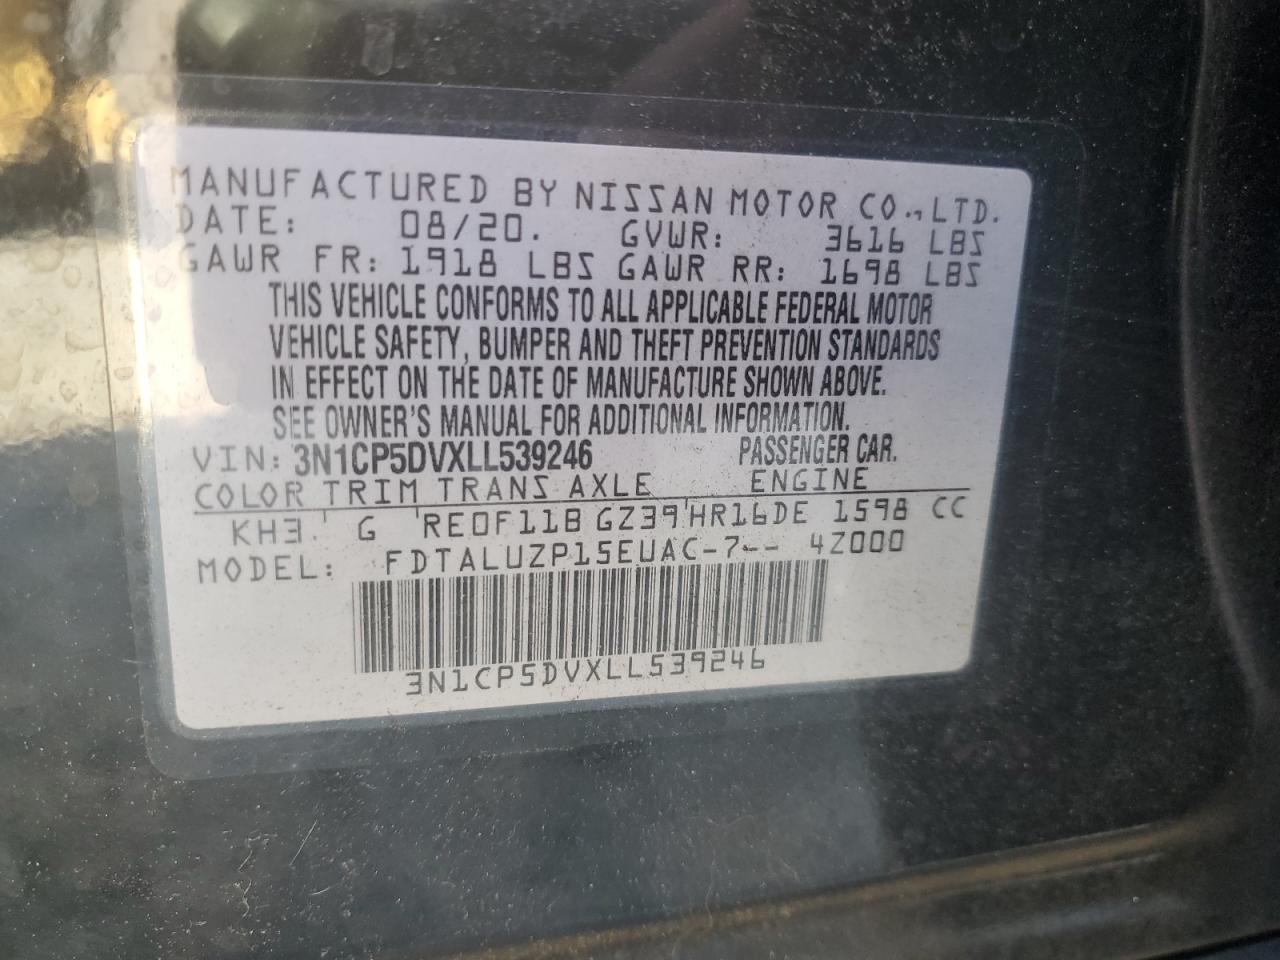 MANUFACTURED BY NISSAN MOTOR CO., LTD.
DATE: 08/20. GVWR: 3616 LBS
GAWR FR: 1918 LBS GAWR RR: 1698 LBS
THIS VEHICLE CONFORMS TO ALL APPLICABLE FEDERAL MOTOR
VEHICLE SAFETY, BUMPER AND THEFT PREVENTION STANDARDS
IN EFFECT ON THE DATE OF MANUFACTURE SHOWN ABOVE.
SEE OWNER'S MANUAL FOR ADDITIONAL INFORMATION.
VIN: 3N1CP5DVXLL539246 PASSENGER CAR.
COLOR TRIM TRANS AXLE ENGINE
KH3 G RE0F11B GZ39 HR16DE 1598 CC
MODEL: FDTALUZP15EUAC-7-- 4Z000
3N1CP5DVXLL539246